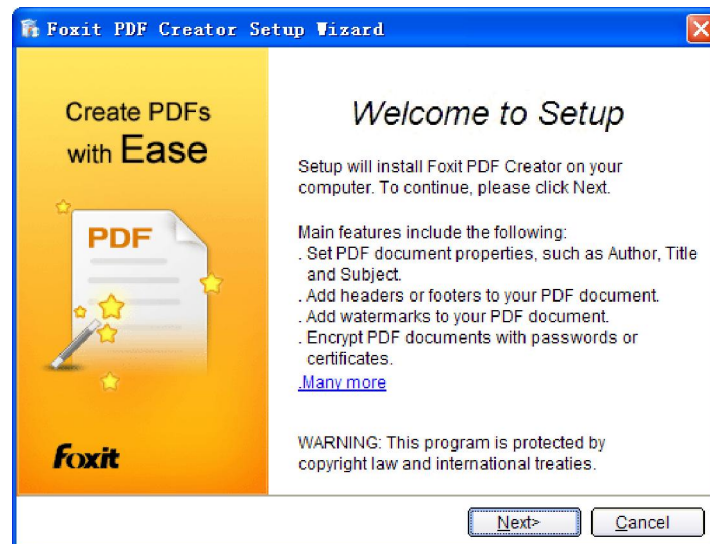 Foxit PDF Creator Setup Wizard
Create PDFs
with Ease
PDF
Foxit
Welcome to Setup
Setup will install Foxit PDF Creator on your
computer. To continue, please click Next.
Main features include the following:
. Set PDF document properties, such as Author, Title
and Subject.
. Add headers or footers to your PDF document.
. Add watermarks to your PDF document.
. Encrypt PDF documents with passwords or
certificates.
.Many more
WARNING: This program is protected by
copyright law and international treaties.
Next>
Cancel